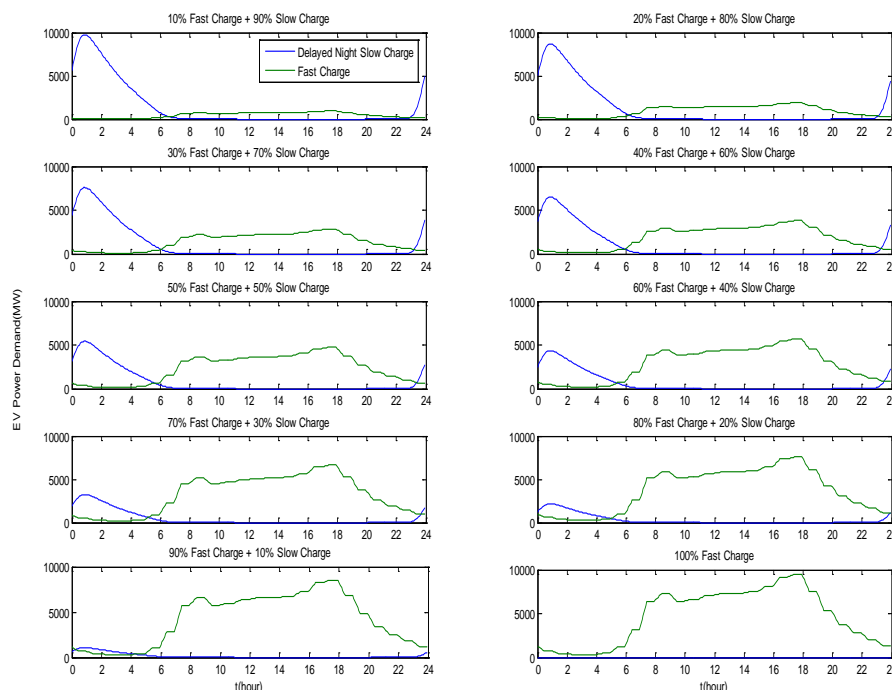 10% Fast Charge + 90% Slow Charge
10000
5000
0
0 2 4 6 8 10 12 14 16 18 20 22 24
Delayed Night Slow Charge
Fast Charge
20% Fast Charge + 80% Slow Charge
10000
5000
0
0 2 4 6 8 10 12 14 16 18 20 22 24
30% Fast Charge + 70% Slow Charge
10000
5000
0
0 2 4 6 8 10 12 14 16 18 20 22 24
40% Fast Charge + 60% Slow Charge
10000
5000
0
0 2 4 6 8 10 12 14 16 18 20 22 24
EV Power Demand(MW)
50% Fast Charge + 50% Slow Charge
10000
5000
0
0 2 4 6 8 10 12 14 16 18 20 22 24
60% Fast Charge + 40% Slow Charge
10000
5000
0
0 2 4 6 8 10 12 14 16 18 20 22 24
70% Fast Charge + 30% Slow Charge
10000
5000
0
0 2 4 6 8 10 12 14 16 18 20 22 24
80% Fast Charge + 20% Slow Charge
10000
5000
0
0 2 4 6 8 10 12 14 16 18 20 22 24
90% Fast Charge + 10% Slow Charge
10000
5000
0
0 2 4 6 8 10 12 14 16 18 20 22 24
t(hour)
100% Fast Charge
10000
5000
0
0 2 4 6 8 10 12 14 16 18 20 22 24
t(hour)